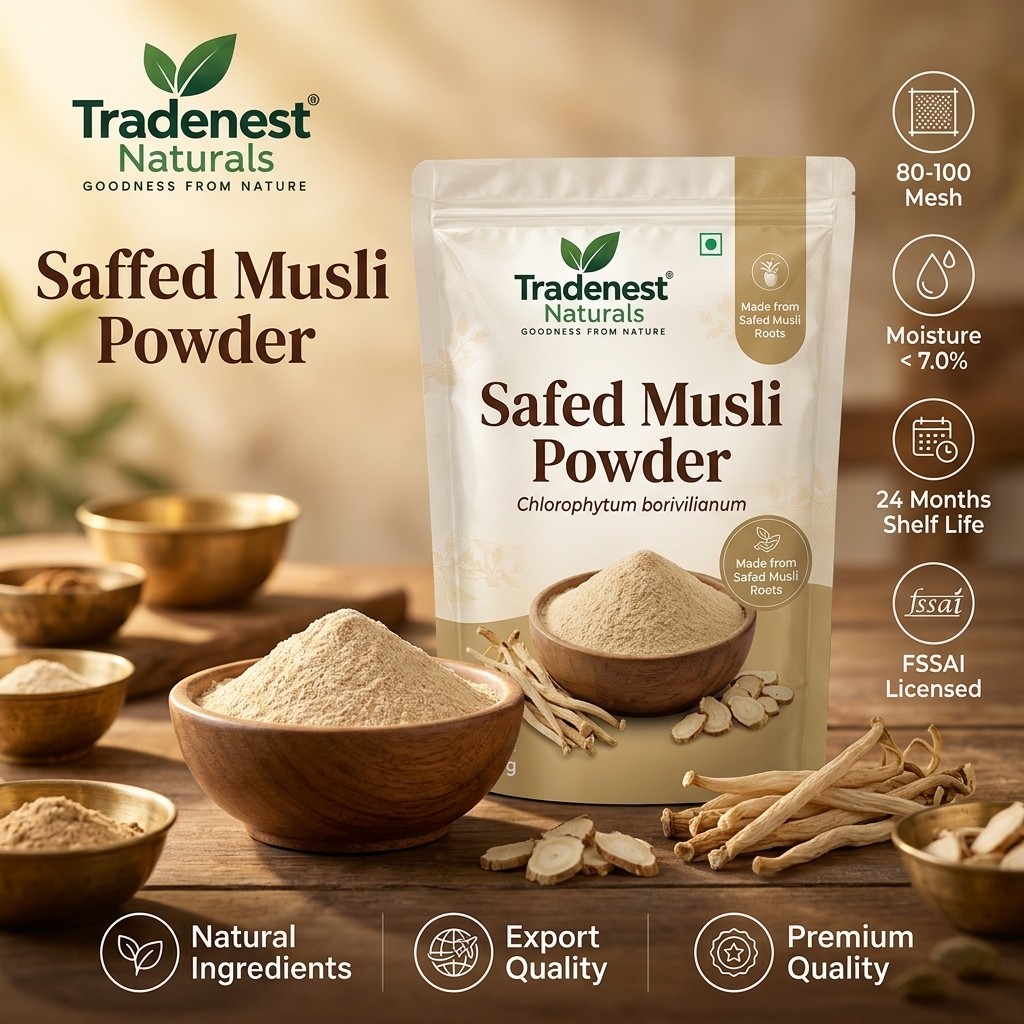 Tradenest®
Naturals
GOODNESS FROM NATURE
Saffed Musli
Powder
Tradenest®
Naturals
GOODNESS FROM NATURE
Made from
Safed Musli
Roots
Safed Musli
Powder
Chlorophytum borivilianum
Made from
Safad Musli
Roots
g
80-100
Mesh
Moisture
< 7.0%
24 Months
Shelf Life
fssai
FSSAI
Licensed
Natural
Ingredients
Export
Quality
Premium
Quality